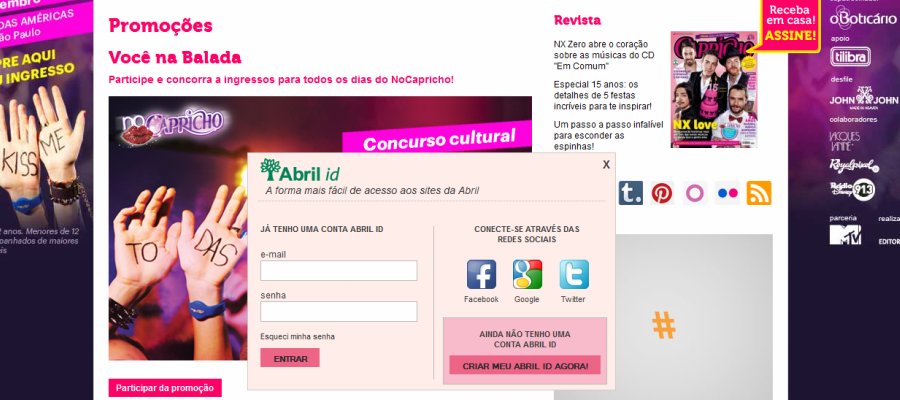 DAS AMÉRICAS
ão Paulo
PRE AQUI
U INGRESSO
KISS
ME
2 anos. Menores de 12
panhados de maiores
Promoções
Você na Balada
Participe e concorra a ingressos para todos os dias do NoCapricho!
no CAPRICHO
Concurso cultural
TO
DAS
Participar da promoção
Abril id
A forma mais fácil de acesso aos sites da Abril
X
JÁ TENHO UMA CONTA ABRIL ID
e-mail
senha
Esqueci minha senha
ENTRAR
CONECTE-SE ATRAVÉS DAS
REDES SOCIAIS
Facebook
Google
Twitter
AINDA NÃO TENHO UMA
CONTA ABRIL ID
CRIAR MEU ABRIL ID AGORA!
Revista
NX Zero abre o coração
sobre as músicas do CD
"Em Comum"
Especial 15 anos: os
detalhes de 5 festas
incríveis para te inspirar!
Um passo a passo infalível
para esconder as
espinhas!
CAPRICHO
NX love
Receba
em casa!
ASSINE!
t.
#
oBoticário
apoio
tilibra
desfile
JOHN JOHN
colaboradores
JACQUES
JANINE
Royalpixel
Rádio
Disney
91.3
parceria
MTV
realiza
EDITOR